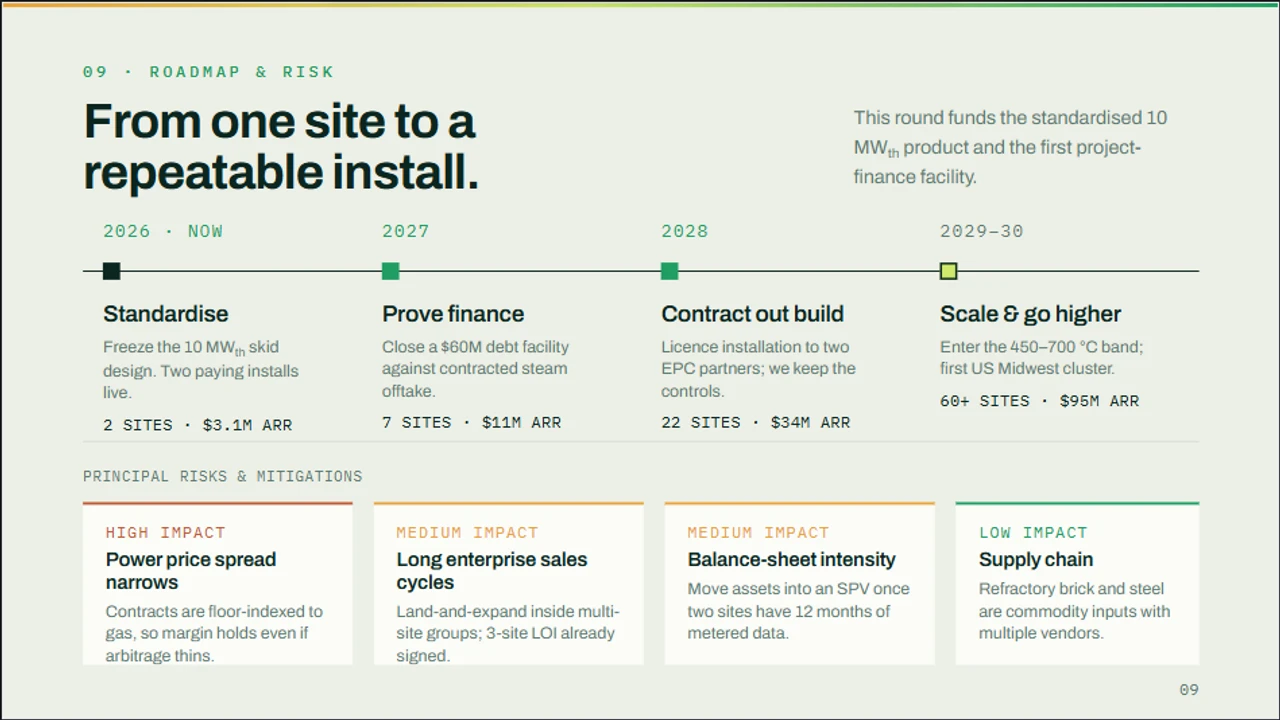 09 · ROADMAP & RISK
From one site to a
repeatable install.
This round funds the standardised 10
MWth product and the first project-
finance facility.
2026 · NOW
Standardise
Freeze the 10 MWth skid
design. Two paying installs
live.
2 SITES · $3.1M ARR
2027
Prove finance
Close a $60M debt facility
against contracted steam
offtake.
7 SITES · $11M ARR
2028
Contract out build
Licence installation to two
EPC partners; we keep the
controls.
22 SITES · $34M ARR
2029–30
Scale & go higher
Enter the 450–700 °C band;
first US Midwest cluster.
60+ SITES · $95M ARR
PRINCIPAL RISKS & MITIGATIONS
HIGH IMPACT
Power price spread
narrows
Contracts are floor-indexed to
gas, so margin holds even if
arbitrage thins.
MEDIUM IMPACT
Long enterprise sales
cycles
Land-and-expand inside multi-
site groups; 3-site LOI already
signed.
MEDIUM IMPACT
Balance-sheet intensity
Move assets into an SPV once
two sites have 12 months of
metered data.
LOW IMPACT
Supply chain
Refractory brick and steel
are commodity inputs with
multiple vendors.
09